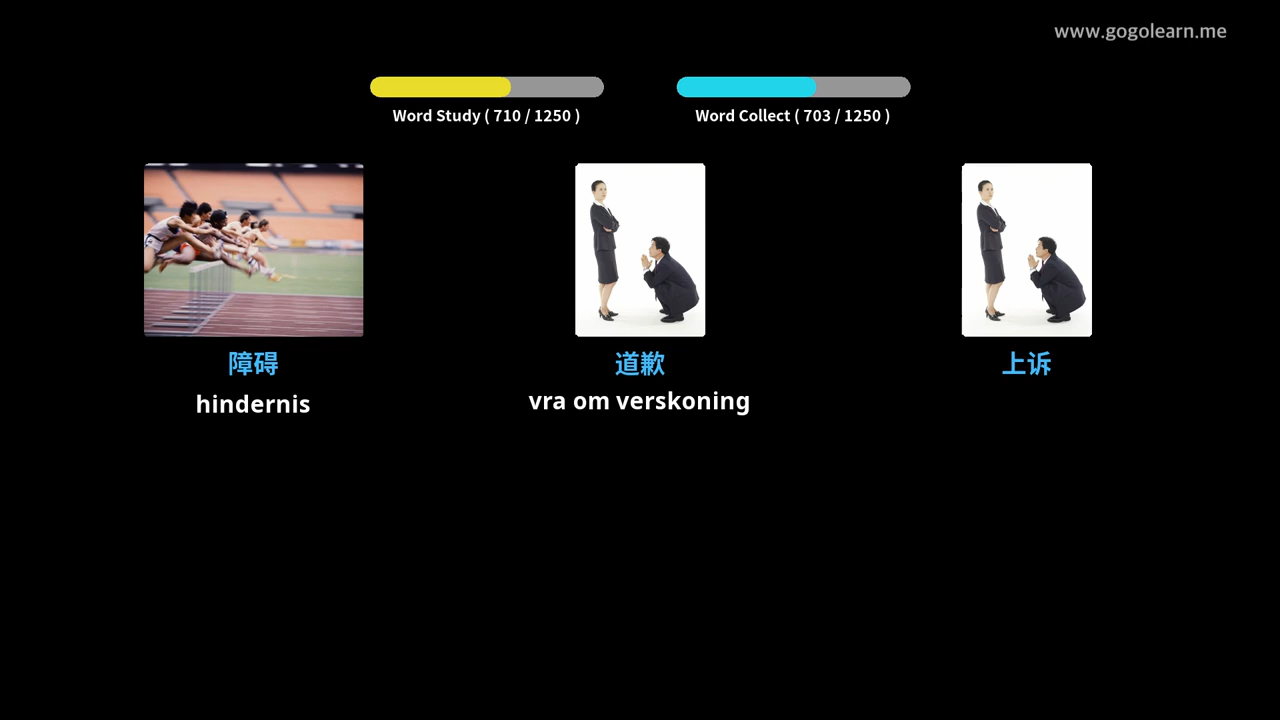 www.gogolearn.me
Word Study ( 710 / 1250 )
Word Collect ( 703 / 1250 )
障碍
hindernis
道歉
vra om verskoning
上诉